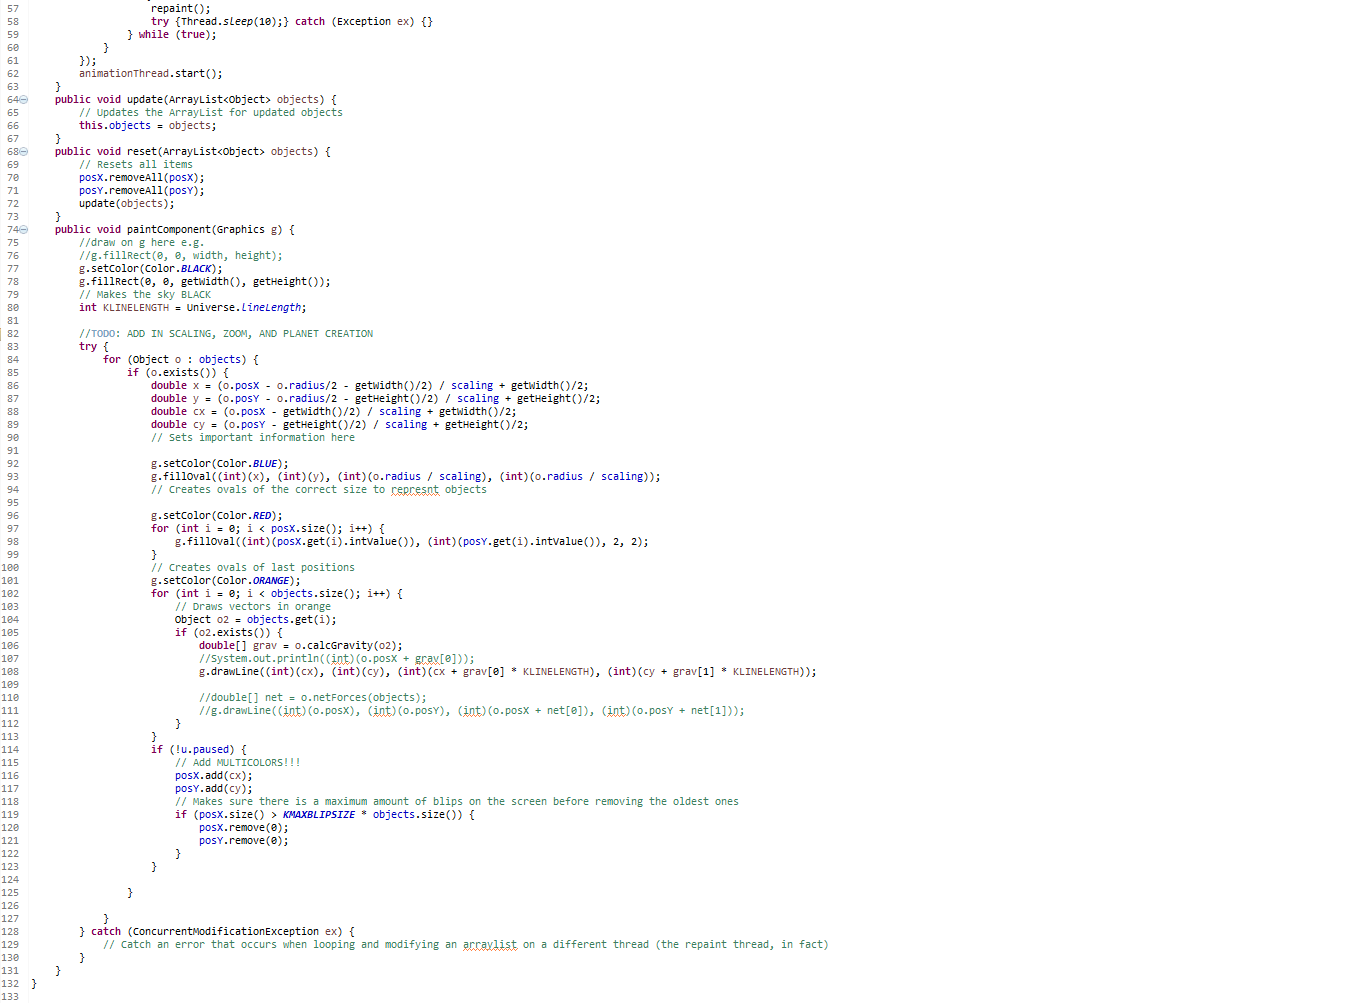 57                    repaint();
58                    try {Thread.sleep(10);} catch (Exception ex) {}
59                } while (true);
60            }
61        });
62        animationThread.start();
63    }
64    public void update(ArrayList<Object> objects) {
65        // Updates the ArrayList for updated objects
66        this.objects = objects;
67    }
68    public void reset(ArrayList<Object> objects) {
69        // Resets all items
70        posX.removeAll(posX);
71        posY.removeAll(posY);
72        update(objects);
73    }
74    public void paintComponent(Graphics g) {
75        //draw on g here e.g.
76        //g.fillRect(0, 0, width, height);
77        g.setColor(Color.BLACK);
78        g.fillRect(0, 0, getWidth(), getHeight());
79        // Makes the sky BLACK
80        int KLINELENGTH = Universe.lineLength;
81
82        //TODO: ADD IN SCALING, ZOOM, AND PLANET CREATION
83        try {
84            for (Object o : objects) {
85                if (o.exists()) {
86                    double x = (o.posX - o.radius/2 - getWidth()/2) / scaling + getWidth()/2;
87                    double y = (o.posY - o.radius/2 - getHeight()/2) / scaling + getHeight()/2;
88                    double cx = (o.posX - getWidth()/2) / scaling + getWidth()/2;
89                    double cy = (o.posY - getHeight()/2) / scaling + getHeight()/2;
90                    // Sets important information here
91
92                    g.setColor(Color.BLUE);
93                    g.fillOval((int)(x), (int)(y), (int)(o.radius / scaling), (int)(o.radius / scaling));
94                    // Creates ovals of the correct size to represnt objects
95
96                    g.setColor(Color.RED);
97                    for (int i = 0; i < posX.size(); i++) {
98                        g.fillOval((int)(posX.get(i).intValue()), (int)(posY.get(i).intValue()), 2, 2);
99                    }
100                    // Creates ovals of last positions
101                    g.setColor(Color.ORANGE);
102                    for (int i = 0; i < objects.size(); i++) {
103                        // Draws vectors in orange
104                        Object o2 = objects.get(i);
105                        if (o2.exists()) {
106                            double[] grav = o.calcGravity(o2);
107                            //System.out.println((int)(o.posX + grav[0]));
108                            g.drawLine((int)(cx), (int)(cy), (int)(cx + grav[0] * KLINELENGTH), (int)(cy + grav[1] * KLINELENGTH));
109
110                            //double[] net = o.netForces(objects);
111                            //g.drawLine((int)(o.posX), (int)(o.posY), (int)(o.posX + net[0]), (int)(o.posY + net[1]));
112                        }
113                    }
114                    if (!u.paused) {
115                        // Add MULTICOLORS!!!
116                        posX.add(cx);
117                        posY.add(cy);
118                        // Makes sure there is a maximum amount of blips on the screen before removing the oldest ones
119                        if (posX.size() > KMAXBLIPSIZE * objects.size()) {
120                            posX.remove(0);
121                            posY.remove(0);
122                        }
123                    }
124
125                }
126
127            }
128        } catch (ConcurrentModificationException ex) {
129            // Catch an error that occurs when looping and modifying an arraylist on a different thread (the repaint thread, in fact)
130        }
131    }
132 }
133